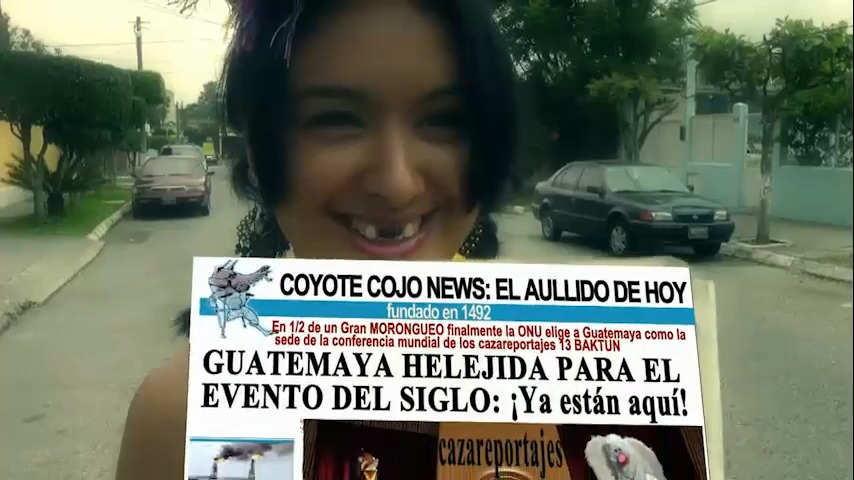 COYOTE COJO NEWS: EL AULLIDO DE HOY
fundado en 1492
En 1/2 de un Gran MORONGUEO finalmente la ONU elige a Guatemaya como la
sede de la conferencia mundial de los cazareportajes 13 BAKTUN
GUATEMAYA HELEJIDA PARA EL
EVENTO DEL SIGLO: ¡Ya están aquí!
cazareportajes